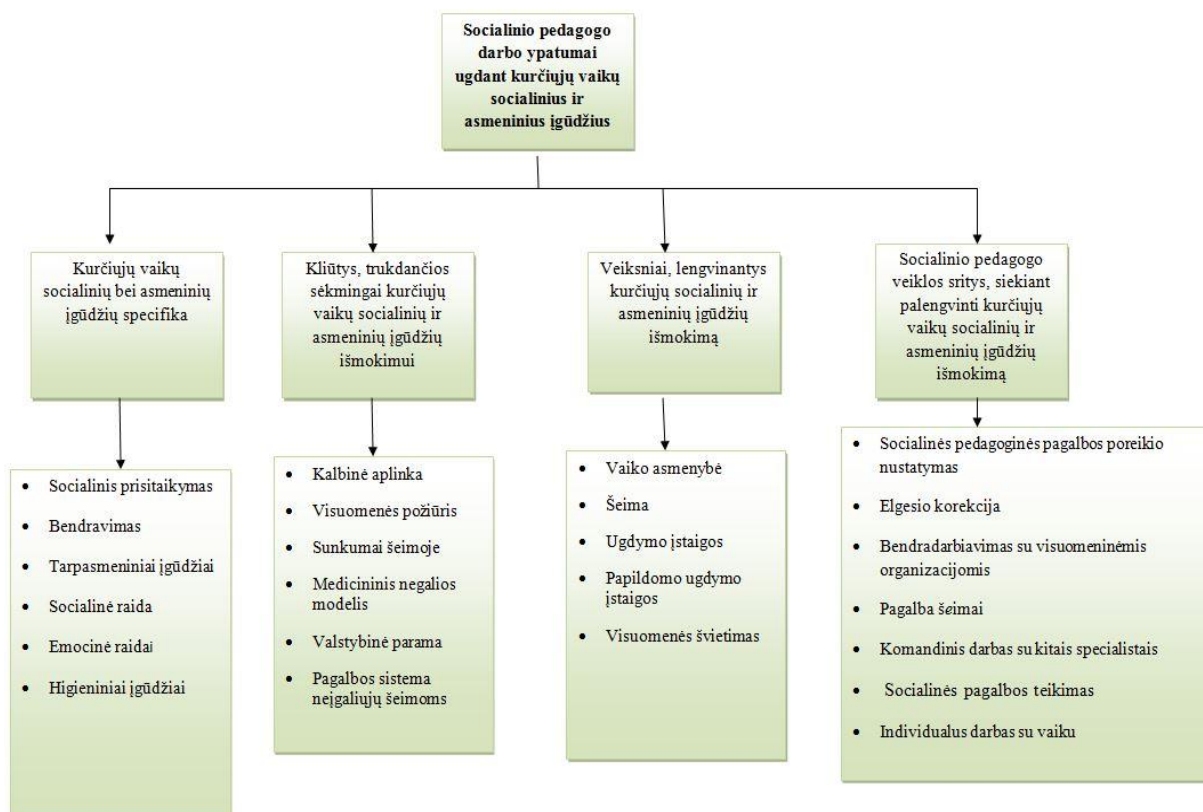 Socialinio pedagogo
darbo ypatumai
ugdant kurčiųjų vaikų
socialinius ir
asmeninius įgūdžius
Kurčiųjų vaikų
socialinių bei asmeninių
įgūdžių specifika
Kliūtys, trukdančios
sėkmingai kurčiųjų
vaikų socialinių ir
asmeninių įgūdžių
išmokimui
Veiksniai, lengvinantys
kurčiųjų socialinių ir
asmeninių įgūdžių
išmokimą
Socialinio pedagogo
veiklos sritys, siekiant
palengvinti kurčiųjų
vaikų socialinių ir
asmeninių įgūdžių
išmokimą
• Socialinis prisitaikymas
• Bendravimas
• Tarpasmeniniai įgūdžiai
• Socialinė raida
• Emocinė raidai
• Higieniniai įgūdžiai
• Kalbinė aplinka
• Visuomenės požiūris
• Sunkumai šeimoje
• Medicininis negalios
modelis
• Valstybinė parama
• Pagalbos sistema
neįgaliųjų šeimoms
• Vaiko asmenybė
• Šeima
• Ugdymo įstaigos
• Papildomo ugdymo
įstaigos
• Visuomenės švietimas
• Socialinės pedagoginės pagalbos poreikio
nustatymas
• Elgesio korekcija
• Bendradarbiavimas su visuomeninėmis
organizacijomis
• Pagalba šeimai
• Komandinis darbas su kitais specialistais
• Socialinės pagalbos teikimas
• Individualus darbas su vaiku